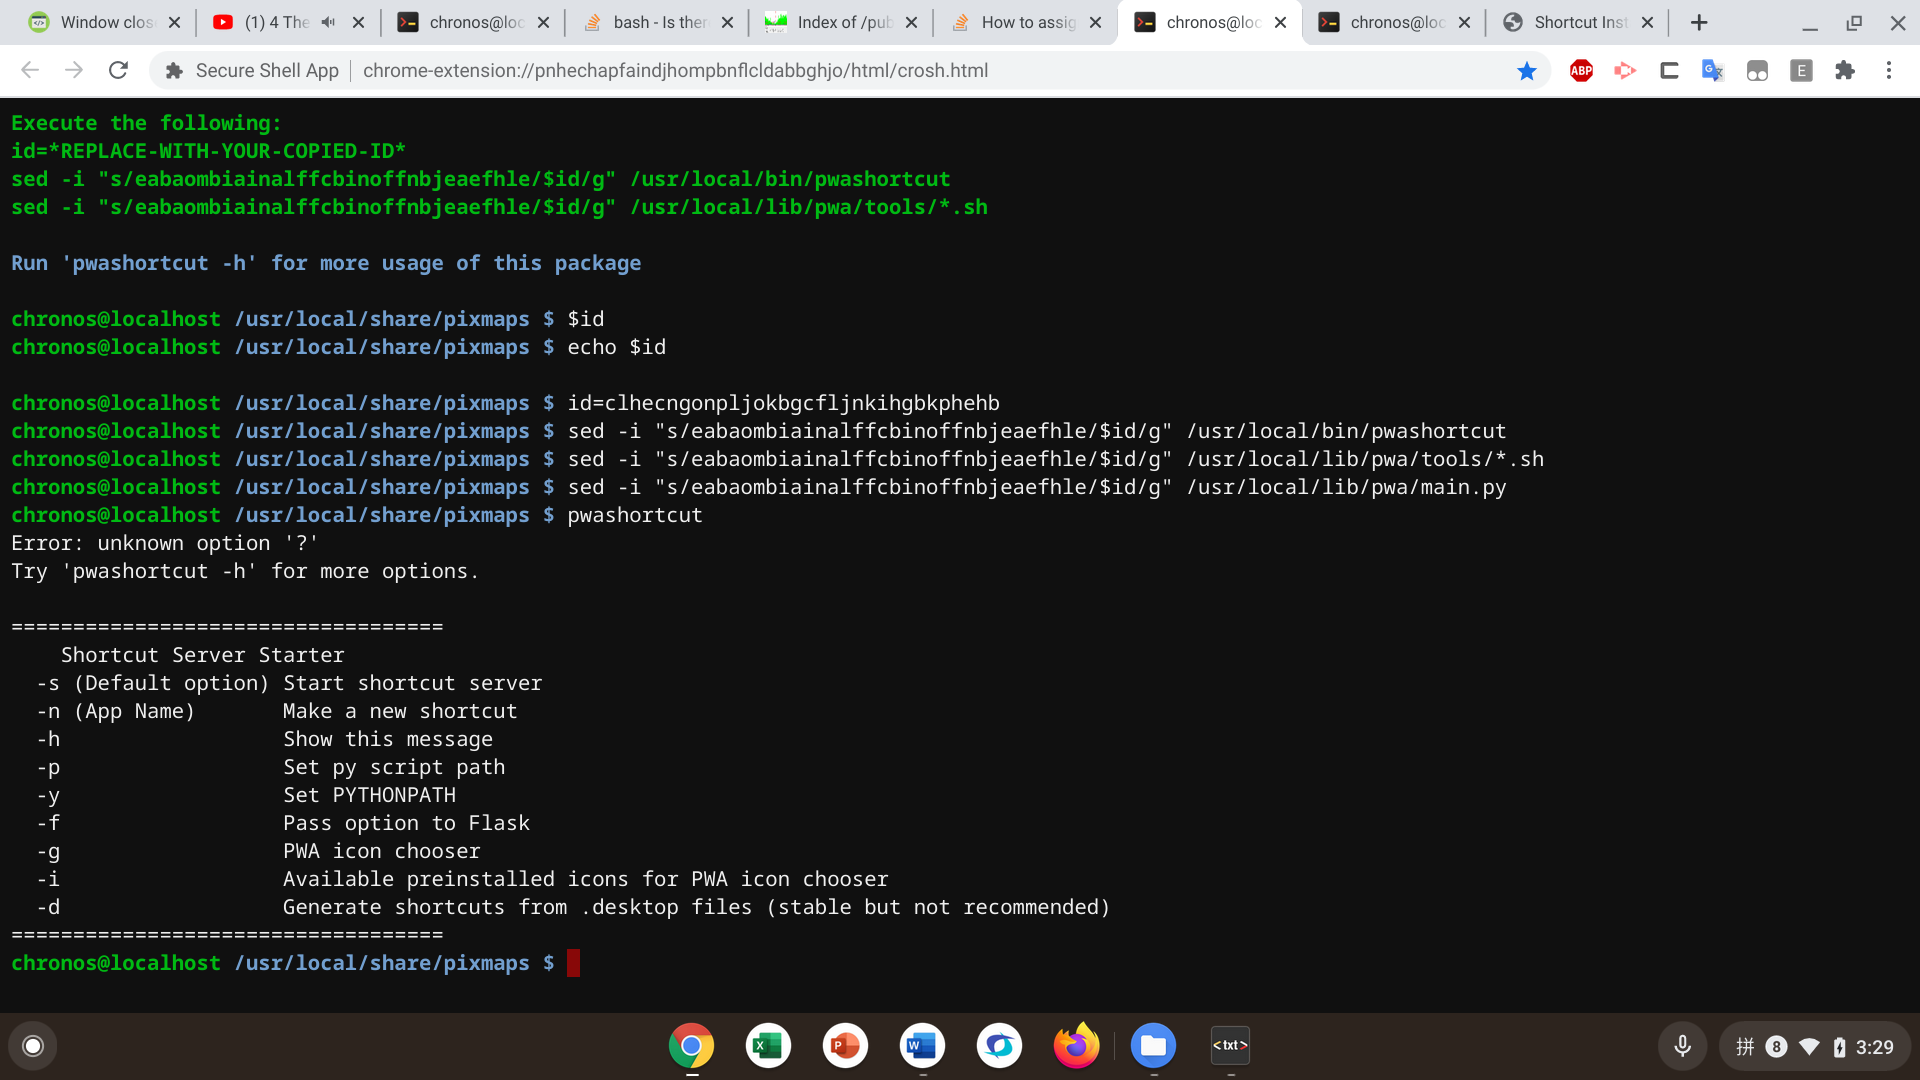 Window clos
(1) 4 The
chronos@loc
bash - Is ther
Index of /pub
How to assig
chronos@loc
chronos@loc
Shortcut Inst
Secure Shell App
chrome-extension://pnhechapfaindjhompbnflcldabbghjo/html/crosh.html
ABP
E
Execute the following:
id=*REPLACE-WITH-YOUR-COPIED-ID*
sed -i "s/eabaombiainalffcbinoffnbjeaefhle/$id/g" /usr/local/bin/pwashortcut
sed -i "s/eabaombiainalffcbinoffnbjeaefhle/$id/g" /usr/local/lib/pwa/tools/*.sh
Run 'pwashortcut -h' for more usage of this package
chronos@localhost /usr/local/share/pixmaps $ $id
chronos@localhost /usr/local/share/pixmaps $ echo $id
chronos@localhost /usr/local/share/pixmaps $ id=clhecngonpljokbgcfljnkihgbkphehb
chronos@localhost /usr/local/share/pixmaps $ sed -i "s/eabaombiainalffcbinoffnbjeaefhle/$id/g" /usr/local/bin/pwashortcut
chronos@localhost /usr/local/share/pixmaps $ sed -i "s/eabaombiainalffcbinoffnbjeaefhle/$id/g" /usr/local/lib/pwa/tools/*.sh
chronos@localhost /usr/local/share/pixmaps $ sed -i "s/eabaombiainalffcbinoffnbjeaefhle/$id/g" /usr/local/lib/pwa/main.py
chronos@localhost /usr/local/share/pixmaps $ pwashortcut
Error: unknown option '?'
Try 'pwashortcut -h' for more options.
===================================
Shortcut Server Starter
-s (Default option) Start shortcut server
-n (App Name) Make a new shortcut
-h Show this message
-p Set py script path
-y Set PYTHONPATH
-f Pass option to Flask
-g PWA icon chooser
-i Available preinstalled icons for PWA icon chooser
-d Generate shortcuts from .desktop files (stable but not recommended)
===================================
chronos@localhost /usr/local/share/pixmaps $
X
P
W
<txt>
拼
8
3:29